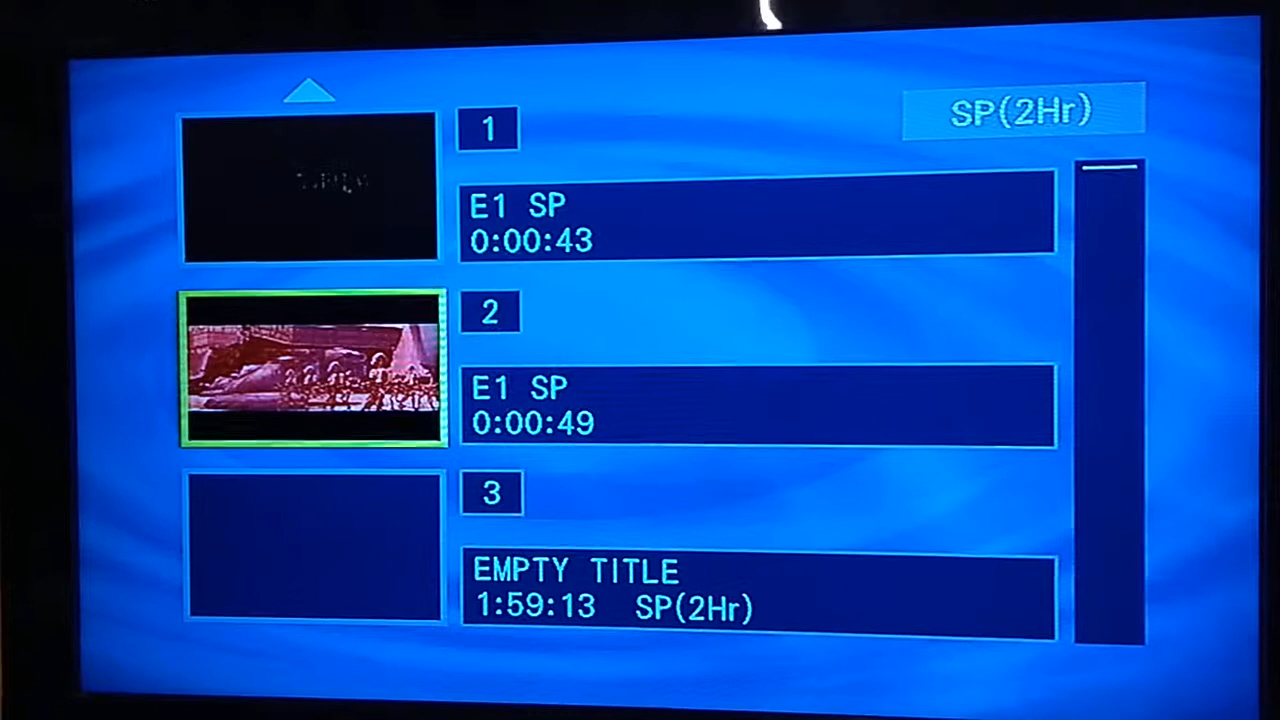 SP(2Hr)
1
E1 SP
0:00:43
2
E1 SP
0:00:49
3
EMPTY TITLE
1:59:13 SP(2Hr)